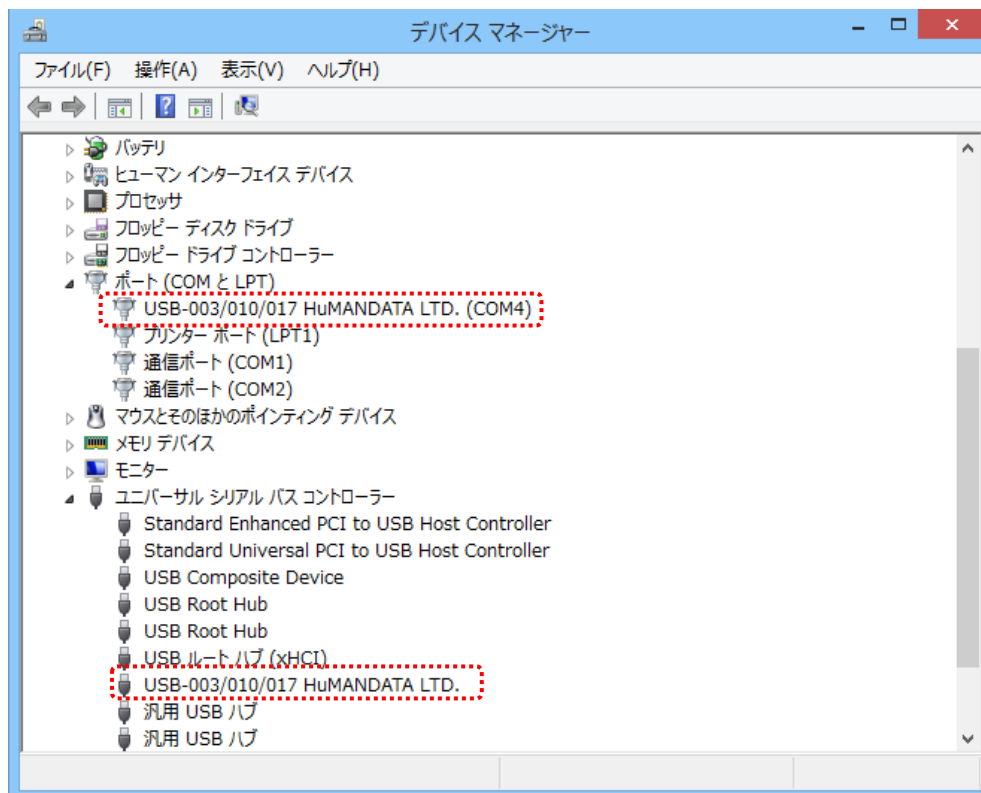 デバイス マネージャー
ファイル(F) 操作(A) 表示(V) ヘルプ(H)
バッテリ
ヒューマン インターフェイス デバイス
プロセッサ
フロッピー ディスク ドライブ
フロッピー ドライブ コントローラー
ポート (COM と LPT)
USB-003/010/017 HuMANDATA LTD. (COM4)
プリンター ポート (LPT1)
通信ポート (COM1)
通信ポート (COM2)
マウスとそのほかのポインティング デバイス
メモリ デバイス
モニター
ユニバーサル シリアル バス コントローラー
Standard Enhanced PCI to USB Host Controller
Standard Universal PCI to USB Host Controller
USB Composite Device
USB Root Hub
USB Root Hub
USB ルート ハブ (xHCI)
USB-003/010/017 HuMANDATA LTD.
汎用 USB ハブ
汎用 USB ハブ